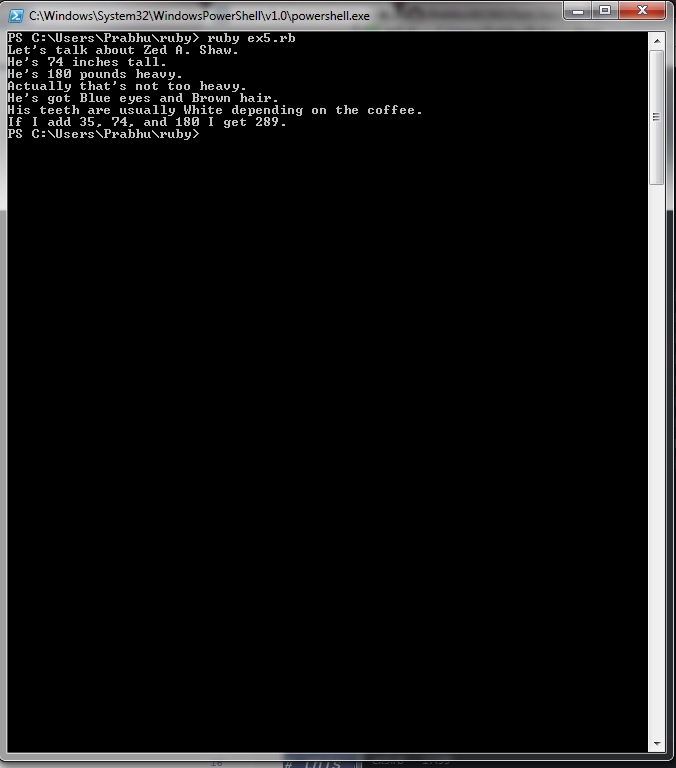 C:\Windows\System32\WindowsPowerShell\v1.0\powershell.exe
PS C:\Users\Prabhu\ruby> ruby ex5.rb
Let's talk about Zed A. Shaw.
He's 74 inches tall.
He's 180 pounds heavy.
Actually that's not too heavy.
He's got Blue eyes and Brown hair.
His teeth are usually White depending on the coffee.
If I add 35, 74, and 180 I get 289.
PS C:\Users\Prabhu\ruby>